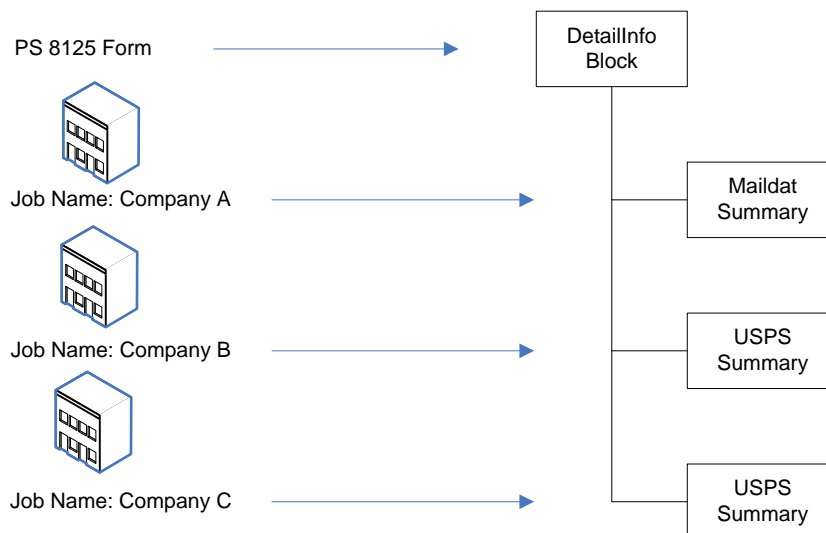 PS 8125 Form
DetailInfo
Block
Job Name: Company A
Maildat
Summary
Job Name: Company B
USPS
Summary
Job Name: Company C
USPS
Summary